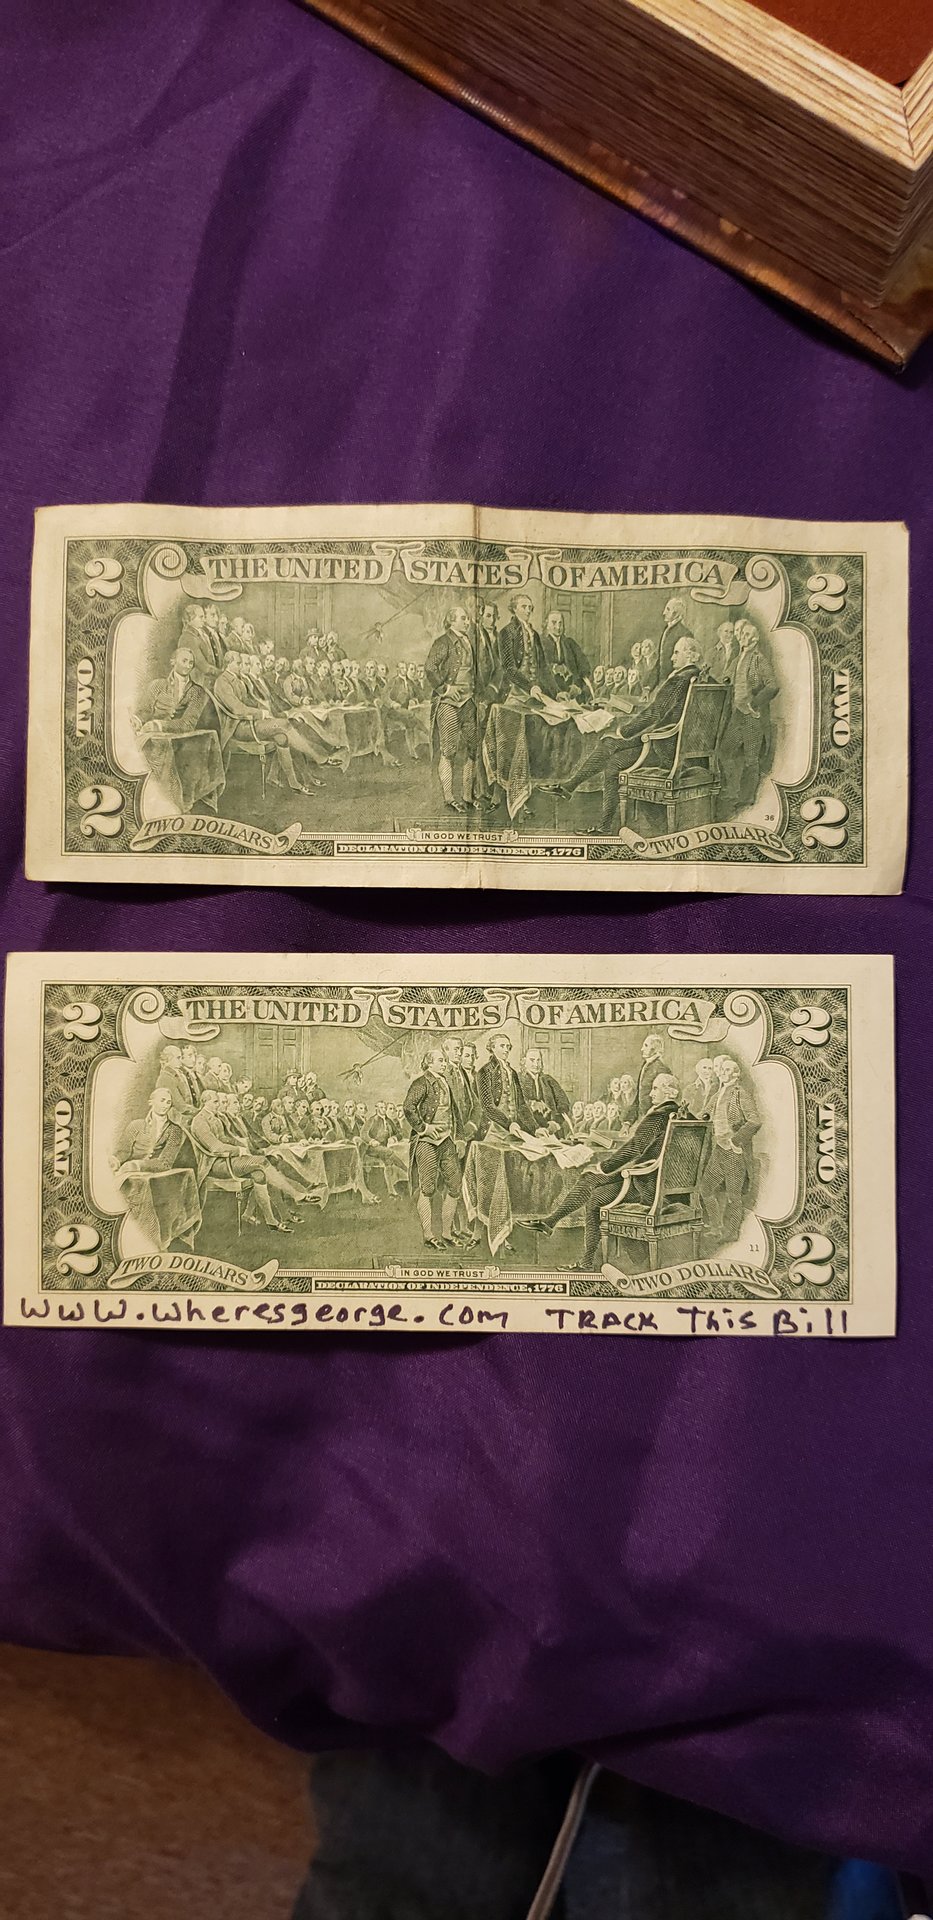 THE UNITED STATES OF AMERICA
2 2
TWO TWO
2 2
36
TWO DOLLARS IN GOD WE TRUST TWO DOLLARS
DECLARATION OF INDEPENDENCE, 1776
THE UNITED STATES OF AMERICA
2 2
TWO TWO
2 2
11
TWO DOLLARS IN GOD WE TRUST TWO DOLLARS
DECLARATION OF INDEPENDENCE, 1776
www.wheresgeorge.com TRACK This Bill